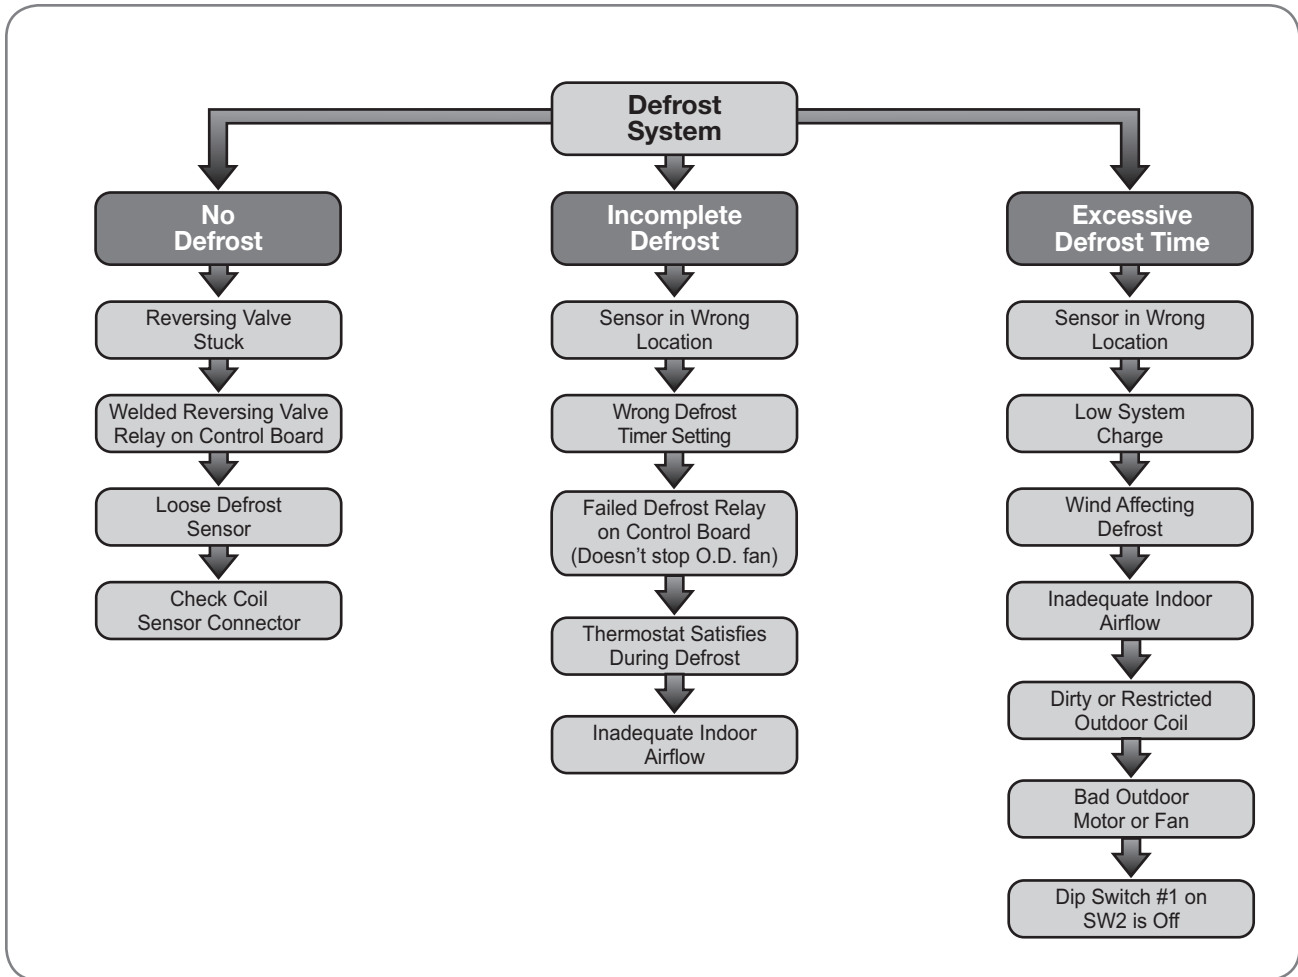 Defrost
System
No
Defrost
Reversing Valve
Stuck
Welded Reversing Valve
Relay on Control Board
Loose Defrost
Sensor
Check Coil
Sensor Connector
Incomplete
Defrost
Sensor in Wrong
Location
Wrong Defrost
Timer Setting
Failed Defrost Relay
on Control Board
(Doesn’t stop O.D. fan)
Thermostat Satisfies
During Defrost
Inadequate Indoor
Airflow
Excessive
Defrost Time
Sensor in Wrong
Location
Low System
Charge
Wind Affecting
Defrost
Inadequate Indoor
Airflow
Dirty or Restricted
Outdoor Coil
Bad Outdoor
Motor or Fan
Dip Switch #1 on
SW2 is Off